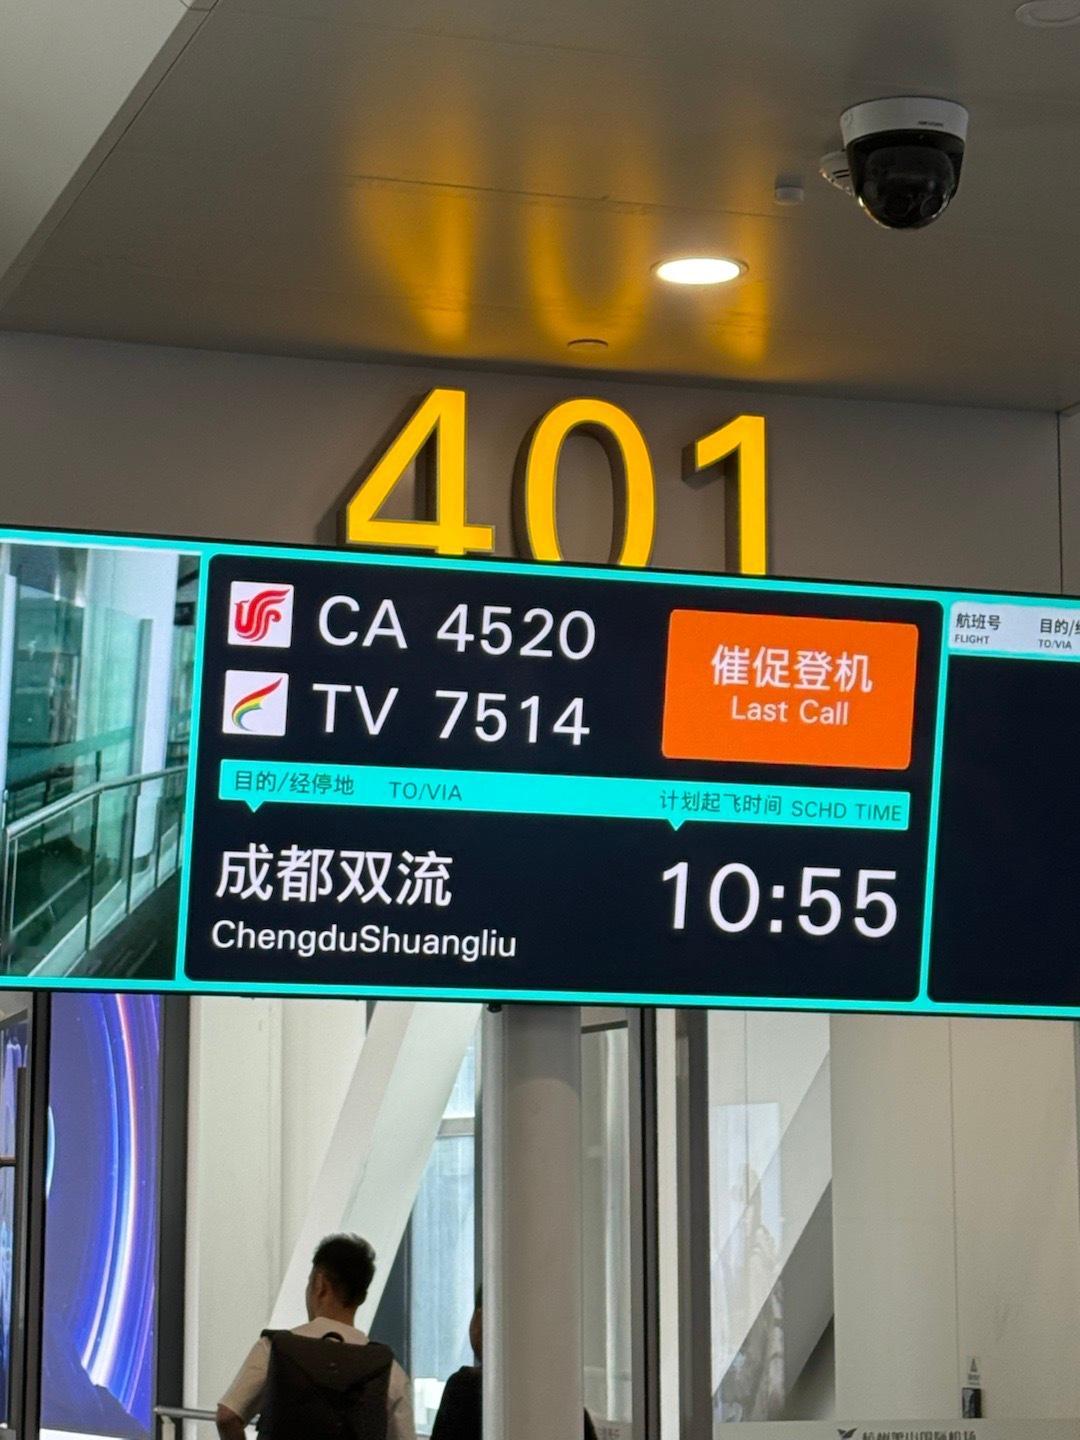 401
CA 4520
TV 7514
催促登机
Last Call
目的/经停地 TO/VIA
计划起飞时间 SCHD TIME
成都双流
ChengduShuangliu
10:55
航班号
FLIGHT
目的/
TO/VIA